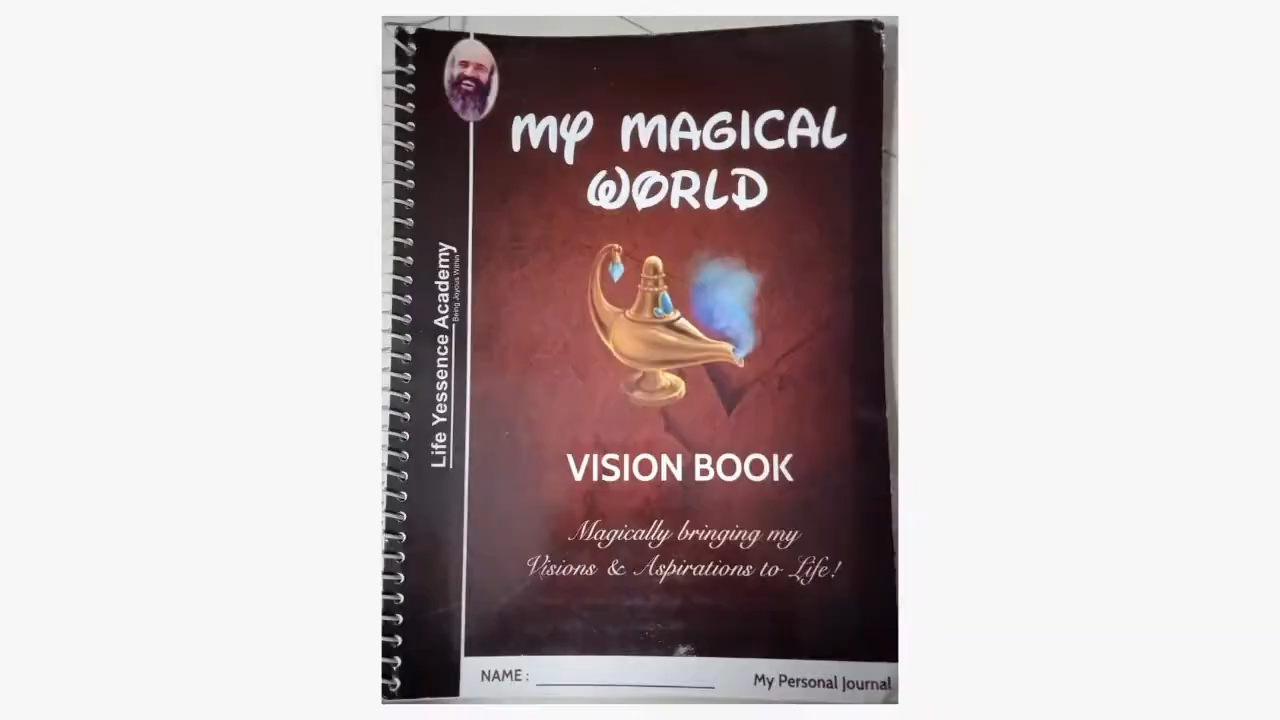 MY MAGICAL
WORLD
Life Yessence Academy
Being Joyous Within
VISION BOOK
Magically bringing my
Visions & Aspirations to Life!
NAME :
My Personal Journal